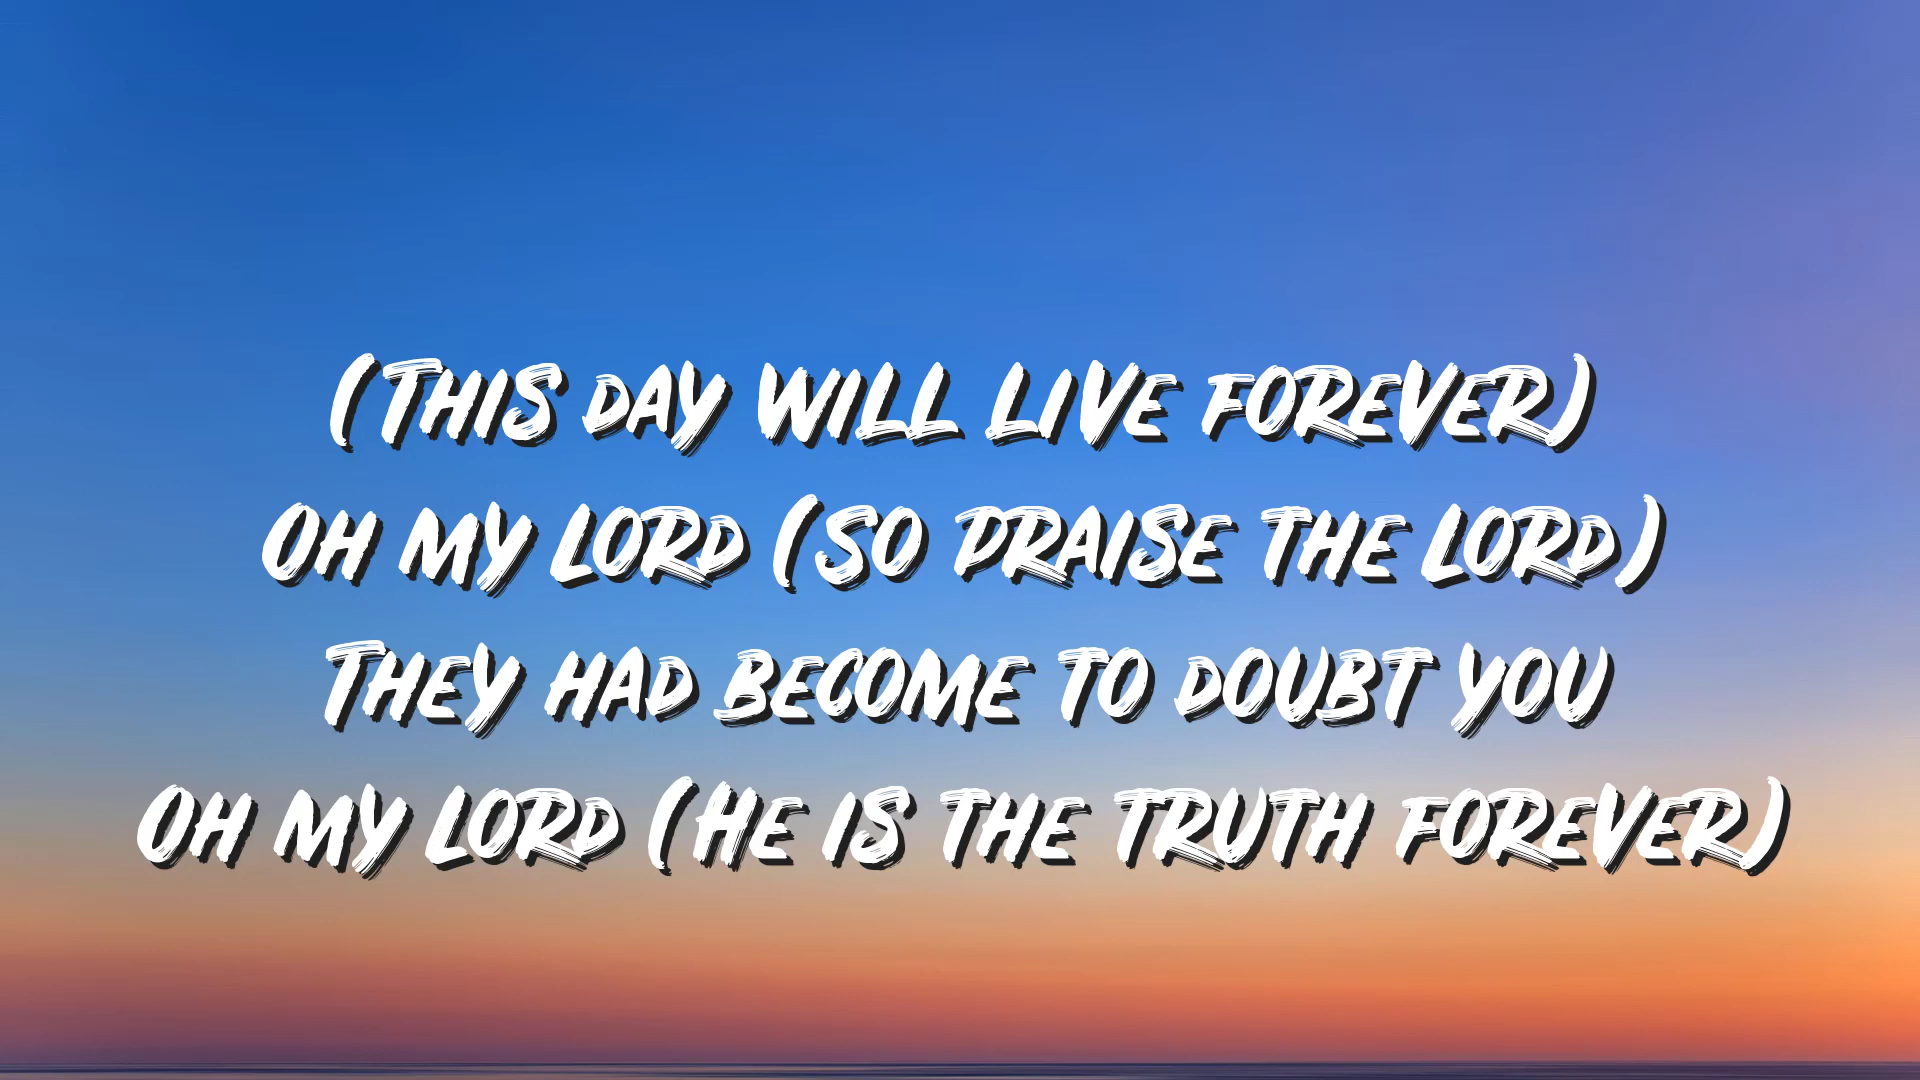 (This day will live forever)
Oh my Lord (So praise the Lord)
They had become to doubt you
Oh my Lord (He is the truth forever)